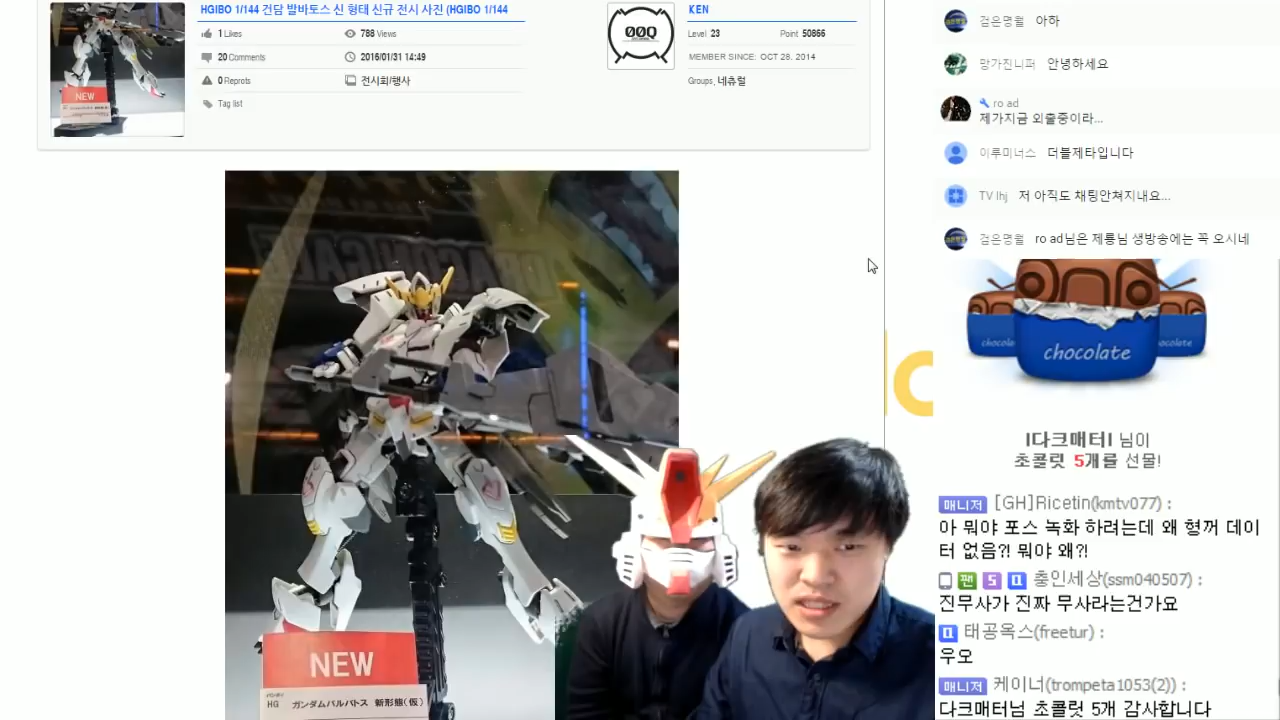 HGIBO 1/144 건담 발바토스 신 형태 신규 전시 사진 (HGIBO 1/144
1 Likes
788 Views
20 Comments
2016/01/31 14:49
0 Reprots
전시회/행사
Tag list
00Q
KEN
Level 23
Point 50866
MEMBER SINCE: OCT 28. 2014
Groups, 네츄럴
NEW
NEW
HG ガンダムバルバトス 新形態(仮)
검은명월 아하
망가진니퍼 안녕하세요
ro ad
제가지금 외출중이라...
이루미너스 더블제타입니다
TV lhj 저 아직도 채팅안쳐지내요...
검은명월 ro ad님은 제룡님 생방송에는 꼭 오시네
chocolate
chocolate
ocolate
I다크매터I 님이
초콜릿 5개를 선물!
매니저 [GH]Ricetin(kmtv077) :
아 뭐야 포스 녹화 하려는데 왜 형꺼 데이
터 없음?! 뭐야 왜?!
팬 S 충인세상(ssm040507) :
진무사가 진짜 무사라는건가요
태공옥스(freetur) :
우오
매니저 케이너(trompeta1053(2)) :
다크매터님 초콜릿 5개 감사합니다